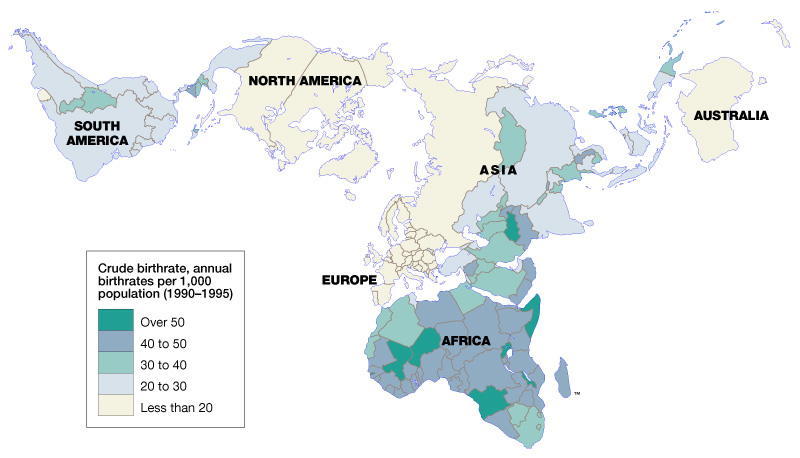 NORTH AMERICA
SOUTH
AMERICA
AUSTRALIA
ASIA
EUROPE
AFRICA
Crude birthrate, annual
birthrates per 1,000
population (1990–1995)
Over 50
40 to 50
30 to 40
20 to 30
Less than 20
™